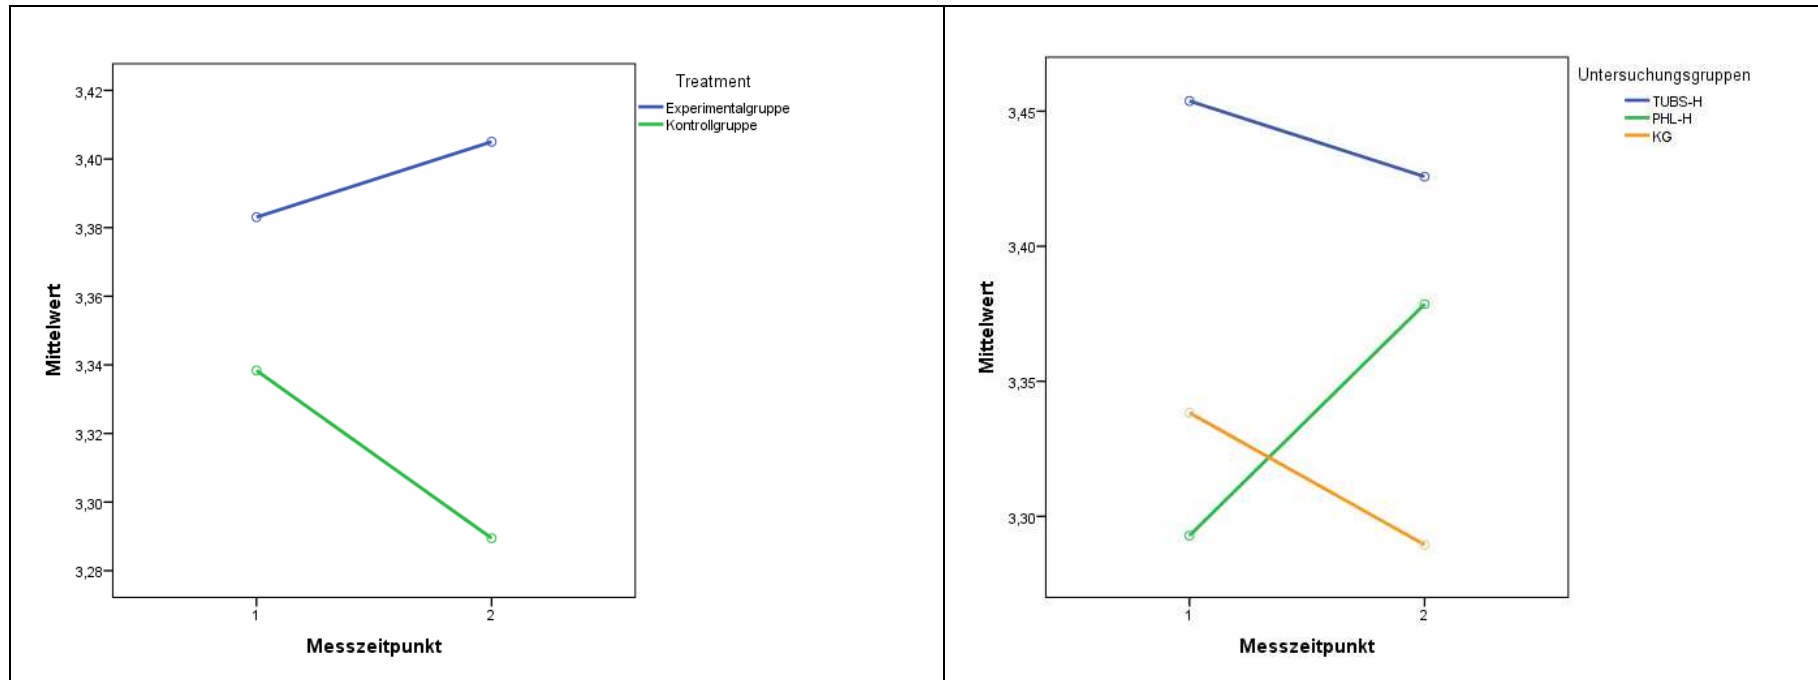 Treatment
Experimentalgruppe
Kontrollgruppe
3,42
3,40
3,38
3,36
3,34
3,32
3,30
3,28
Mittelwert
1
2
Messzeitpunkt
Untersuchungsgruppen
TUBS-H
PHL-H
KG
3,45
3,40
3,35
3,30
Mittelwert
1
2
Messzeitpunkt